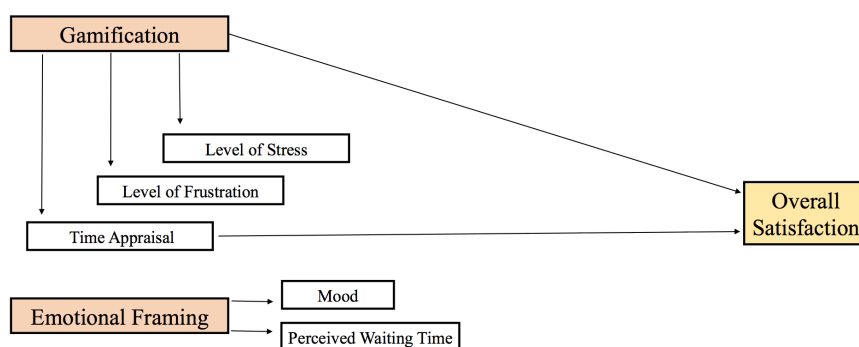 Gamification
Level of Stress
Level of Frustration
Time Appraisal
Overall
Satisfaction
Emotional Framing
Mood
Perceived Waiting Time